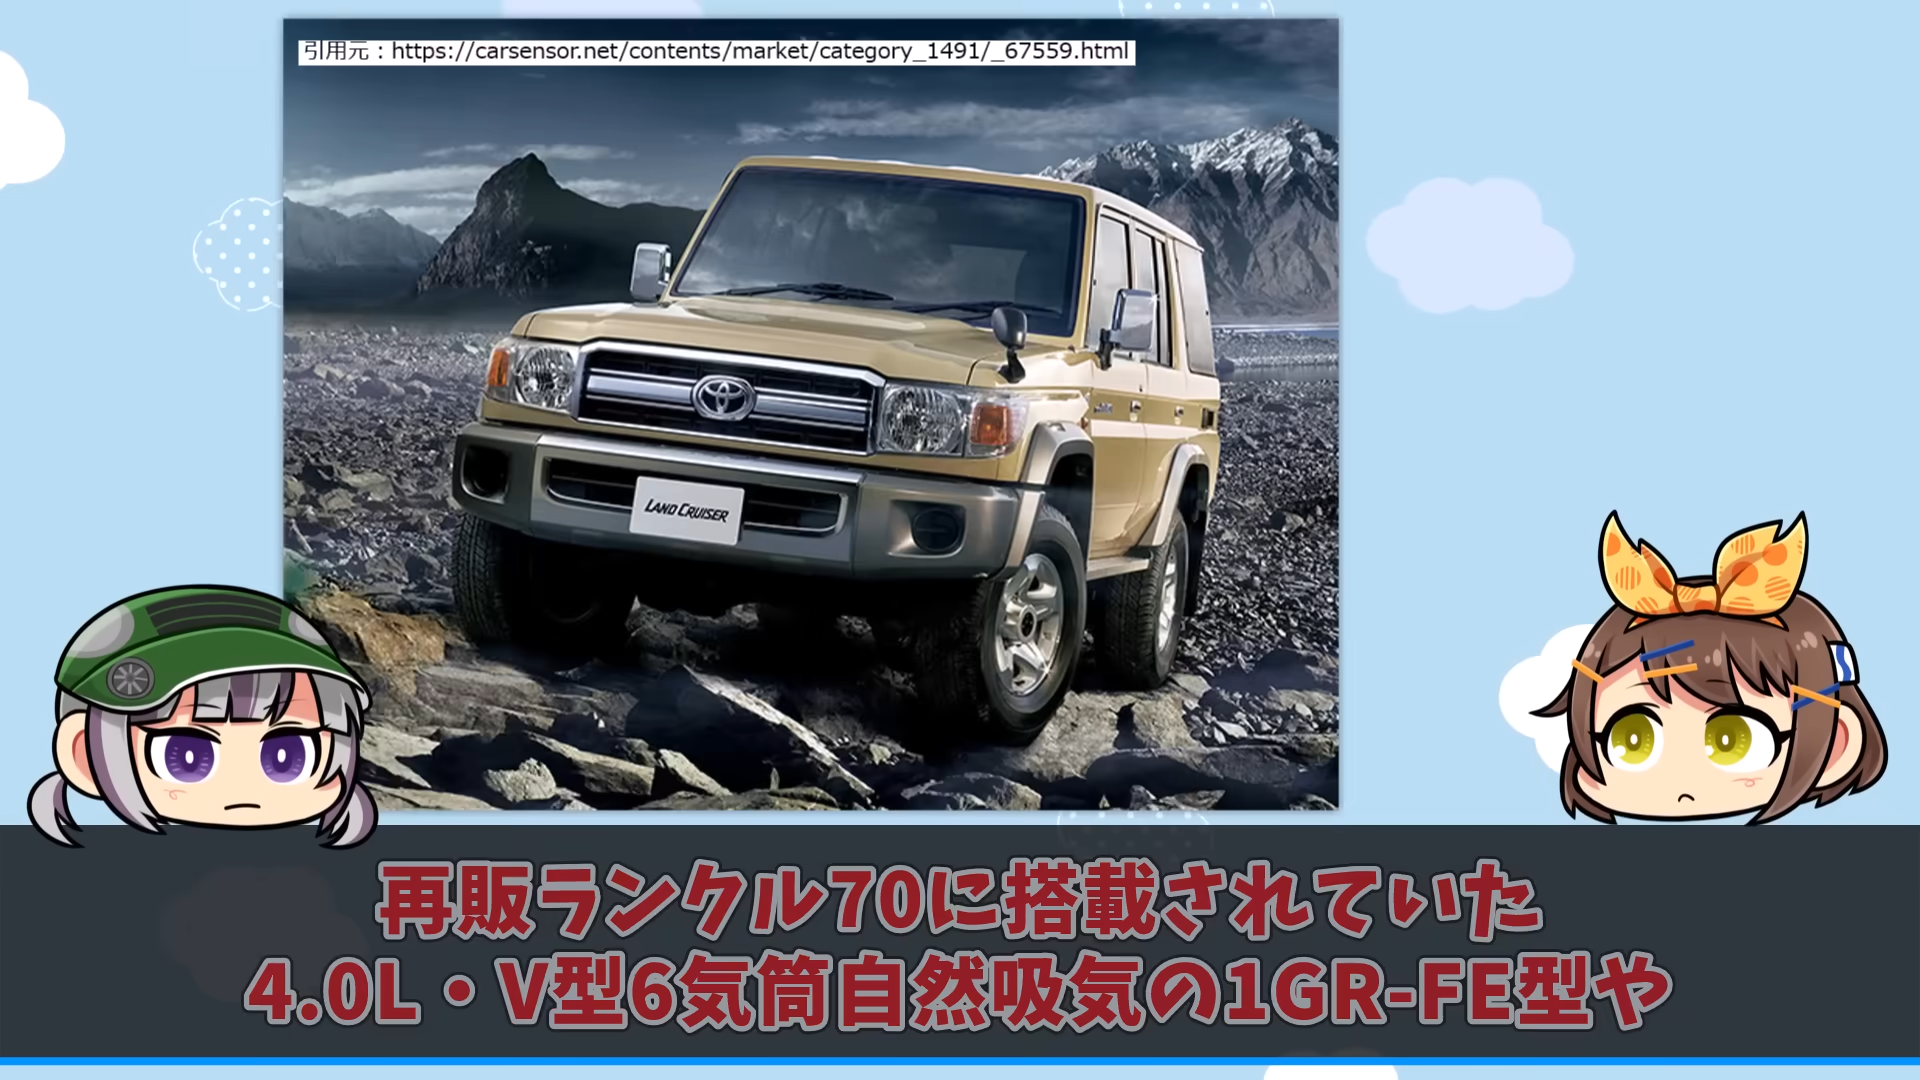 引用元：https://carsensor.net/contents/market/category_1491/_67559.html
LAND CRUISER
再販ランクル70に搭載されていた
4.0L・V型6気筒自然吸気の1GR-FE型や